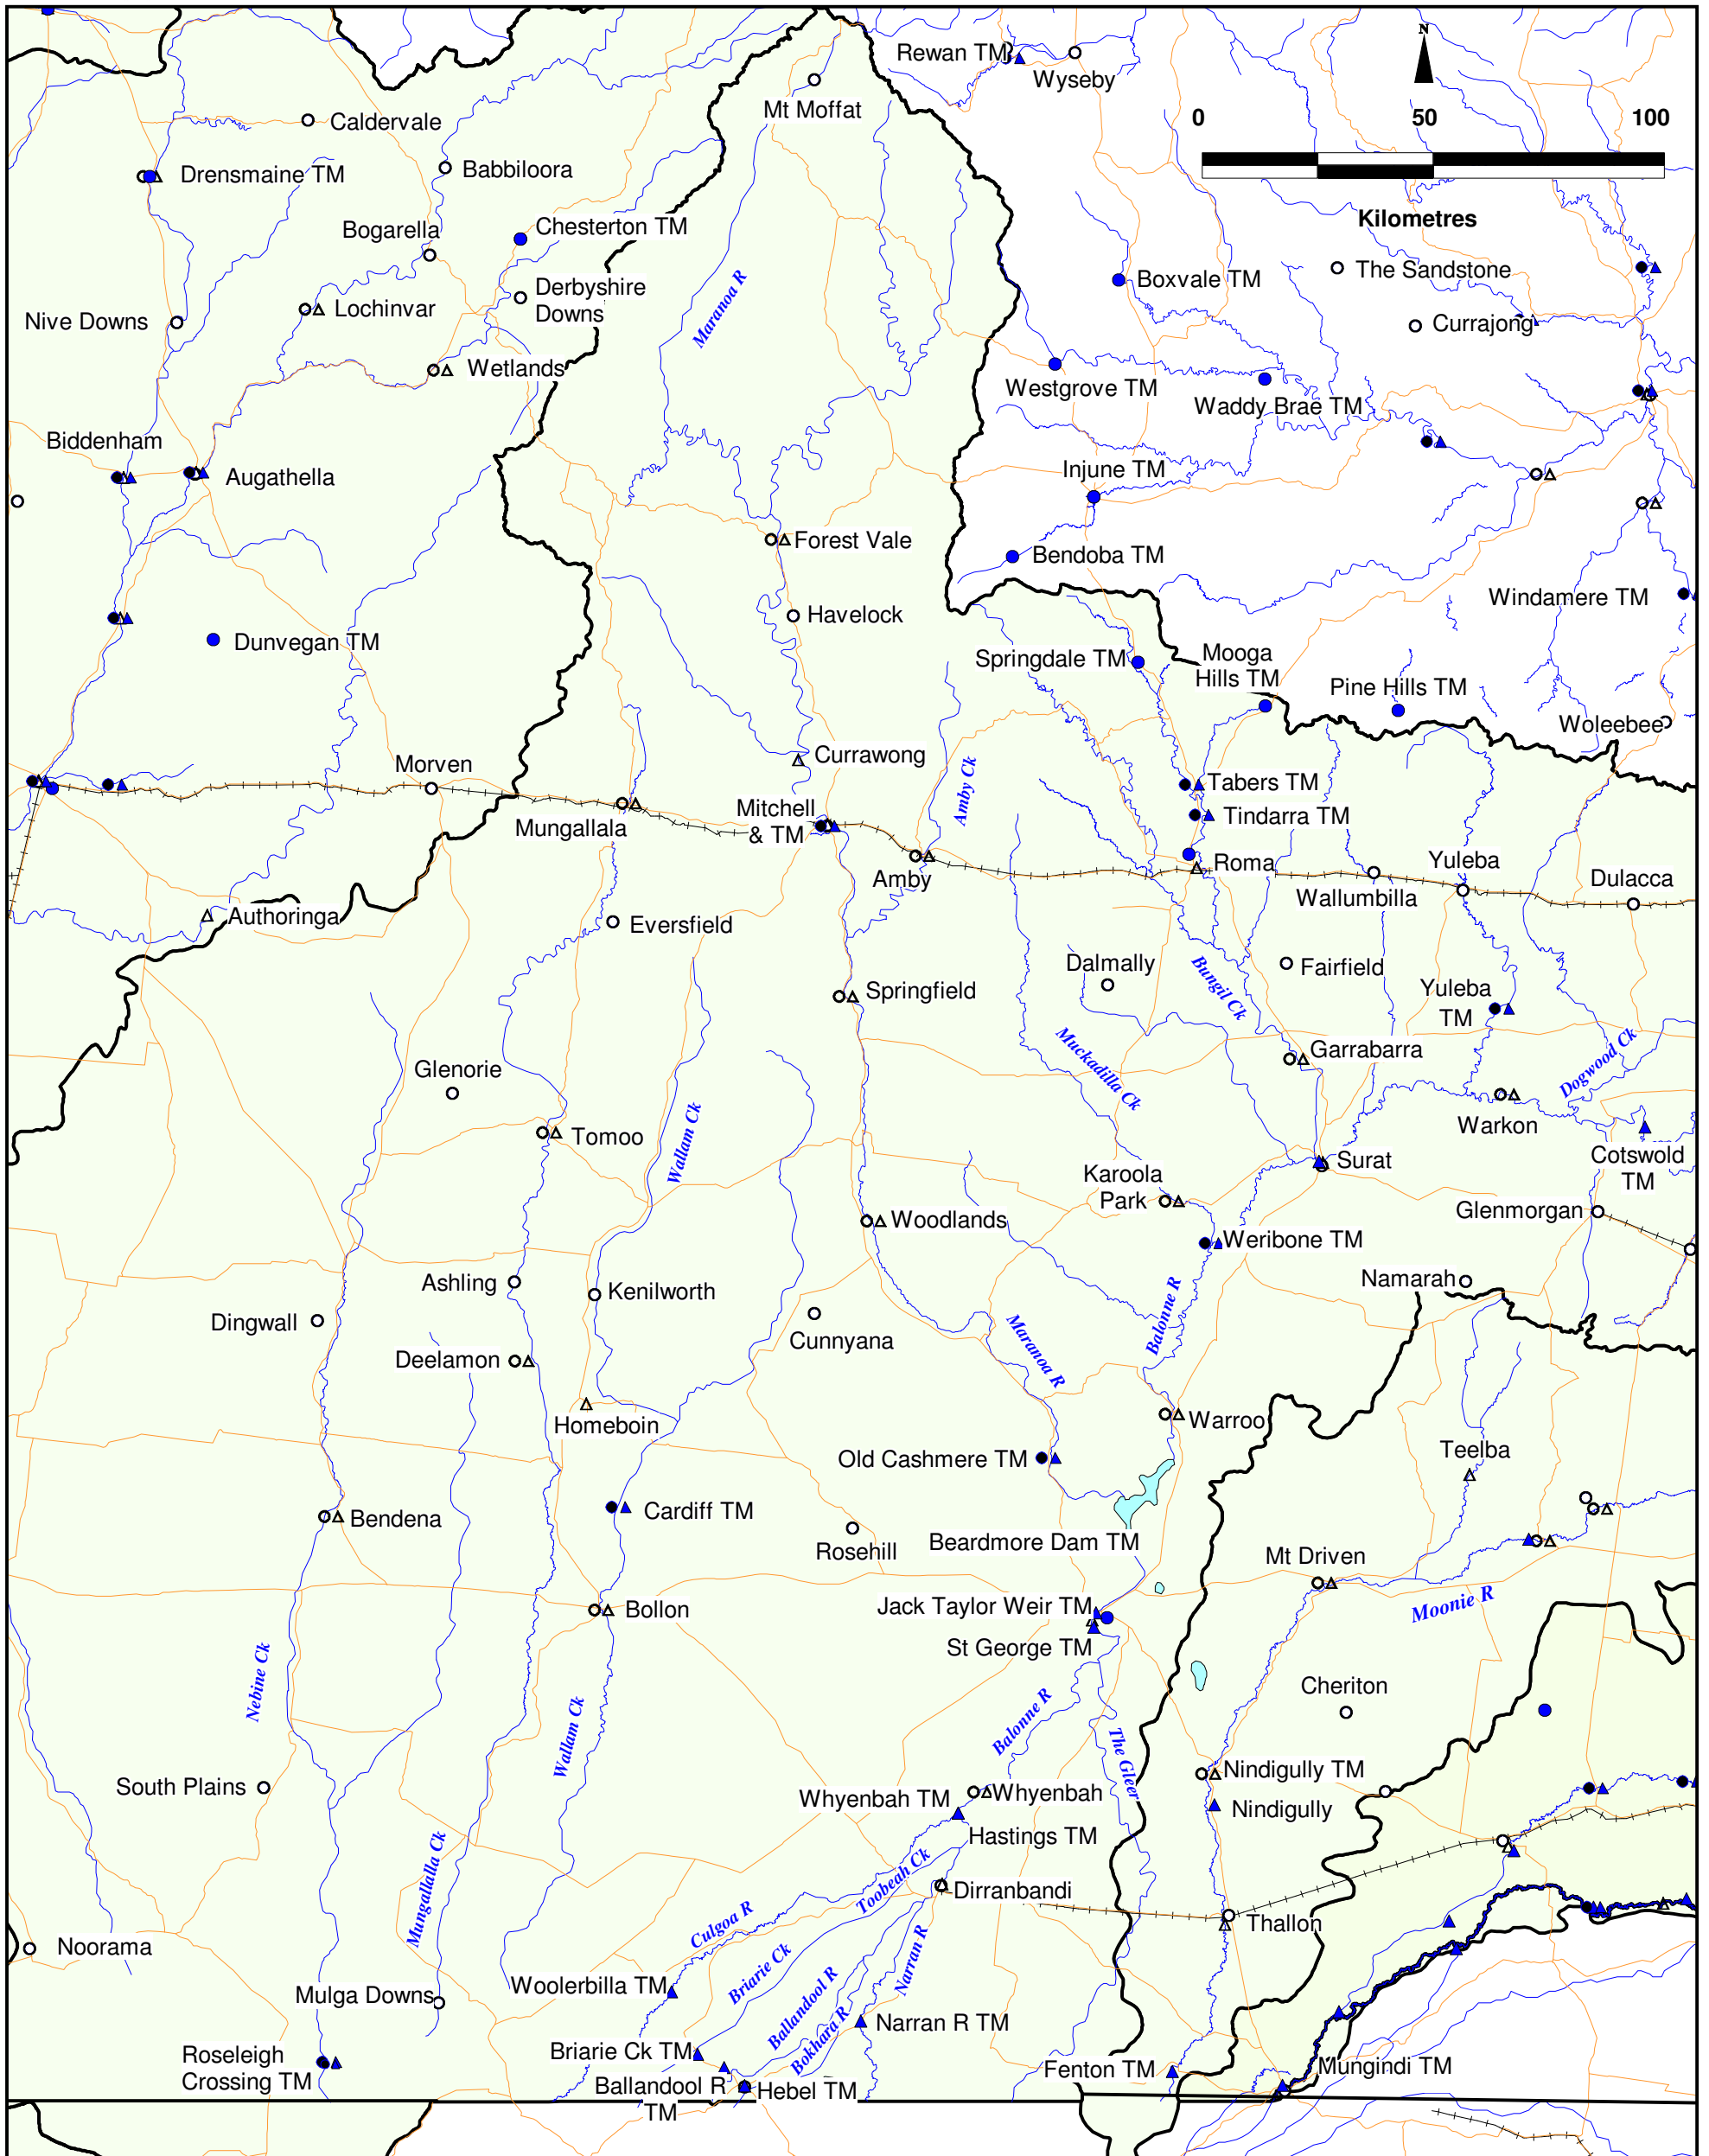 Rewan TM
Wyseby
N
Mt Moffat
0
50
100
Kilometres
Caldervale
Drensmaine TM
Babbiloora
Bogarella
Chesterton TM
Maranoa R
Boxvale TM
The Sandstone
Derbyshire
Downs
Nive Downs
Lochinvar
Currajong
Wetlands
Westgrove TM
Waddy Brae TM
Biddenham
Augathella
Injune TM
Forest Vale
Bendoba TM
Havelock
Windamere TM
Dunvegan TM
Springdale TM
Mooga
Hills TM
Pine Hills TM
Woleebee
Currawong
Morven
Amby Ck
Tabers TM
Mungallala
Mitchell
& TM
Tindarra TM
Amby
Roma
Wallumbilla
Yuleba
Dulacca
Authoringa
Eversfield
Dalmally
Bungil Ck
Fairfield
Springfield
Yuleba
TM
Muckadilla Ck
Garrabarra
Dogwood Ck
Glenorie
Warkon
Tomoo
Wallam Ck
Surat
Cotswold
TM
Karoola
Park
Woodlands
Glenmorgan
Weribone TM
Ashling
Kenilworth
Namarah
Dingwall
Cunnyana
Balonne R
Maranoa R
Deelamon
Homeboin
Warroo
Teelba
Old Cashmere TM
Cardiff TM
Bendena
Rosehill
Beardmore Dam TM
Mt Driven
Bollon
Jack Taylor Weir TM
Moonie R
St George TM
Nebine Ck
Cheriton
Wallam Ck
Balonne R
The Gleer
South Plains
Nindigully TM
Whyenbah TM
Whyenbah
Nindigully
Hastings TM
Mungallalla Ck
Toobeah Ck
Dirranbandi
Culgoa R
Thallon
Noorama
Briarie Ck
Narran R
Woolerbilla TM
Mulga Downs
Ballandool R
Bokhara R
Narran R TM
Roseleigh
Crossing TM
Briarie Ck TM
Fenton TM
Mungindi TM
Ballandool R
TM
Hebel TM